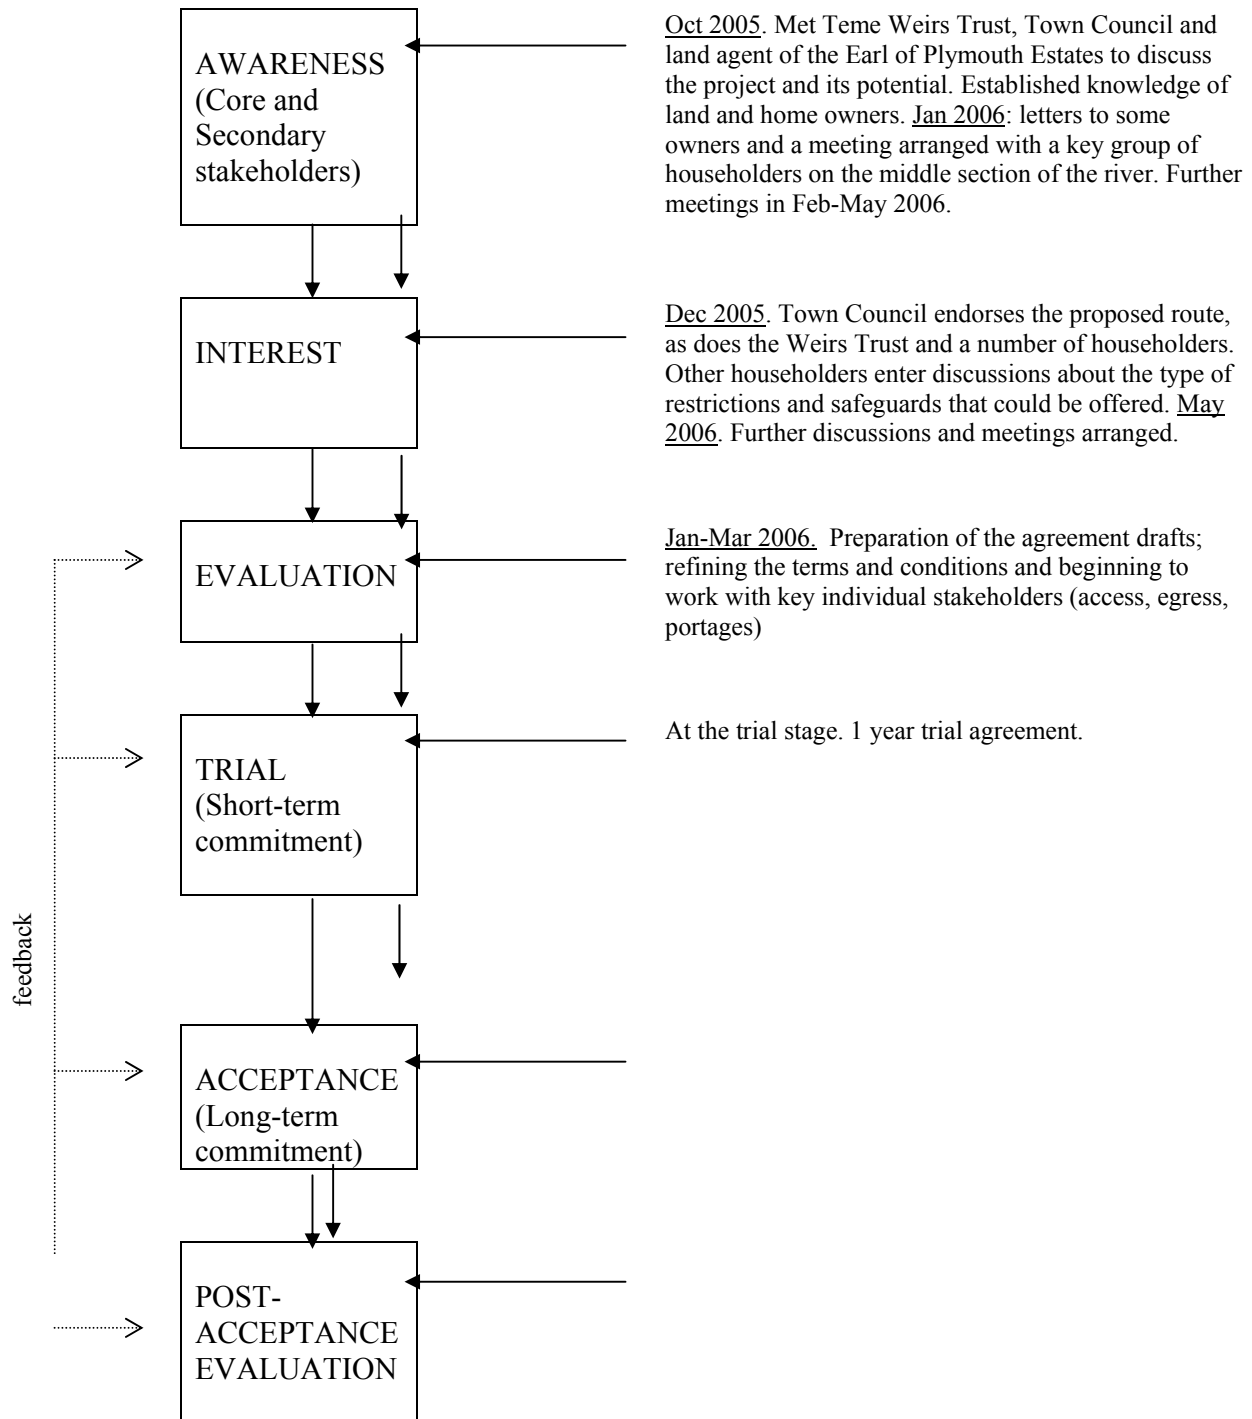 AWARENESS
(Core and
Secondary
stakeholders)
Oct 2005. Met Teme Weirs Trust, Town Council and
land agent of the Earl of Plymouth Estates to discuss
the project and its potential. Established knowledge of
land and home owners. Jan 2006: letters to some
owners and a meeting arranged with a key group of
householders on the middle section of the river. Further
meetings in Feb-May 2006.
INTEREST
Dec 2005. Town Council endorses the proposed route,
as does the Weirs Trust and a number of householders.
Other householders enter discussions about the type of
restrictions and safeguards that could be offered. May
2006. Further discussions and meetings arranged.
EVALUATION
Jan-Mar 2006. Preparation of the agreement drafts;
refining the terms and conditions and beginning to
work with key individual stakeholders (access, egress,
portages)
TRIAL
(Short-term
commitment)
At the trial stage. 1 year trial agreement.
feedback
ACCEPTANCE
(Long-term
commitment)
POST-
ACCEPTANCE
EVALUATION